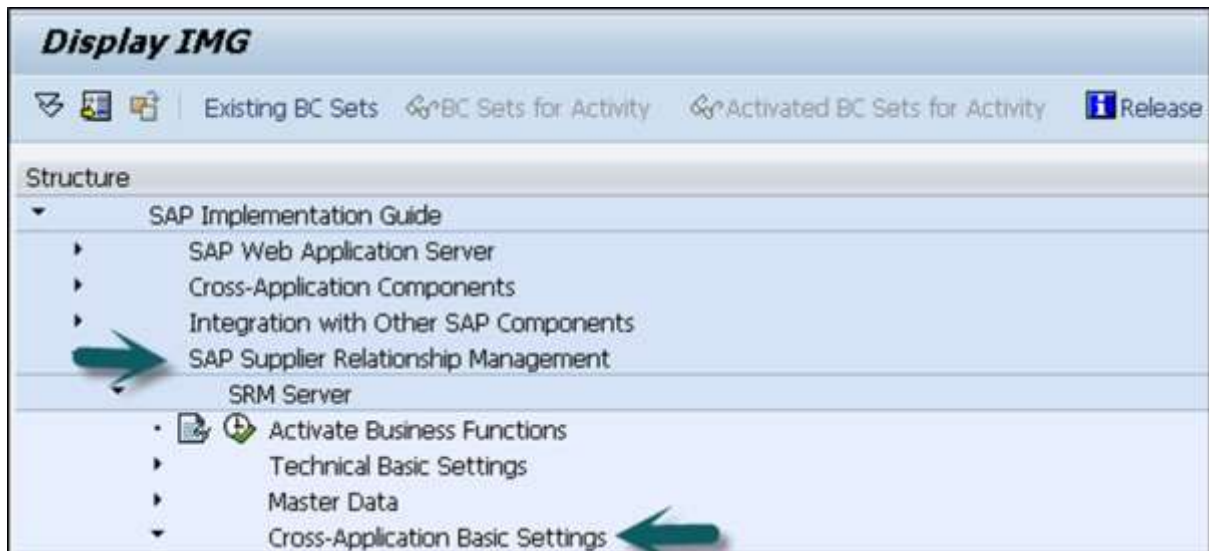 Display IMG
Existing BC Sets BC Sets for Activity Activated BC Sets for Activity Release
Structure
SAP Implementation Guide
SAP Web Application Server
Cross-Application Components
Integration with Other SAP Components
SAP Supplier Relationship Management
SRM Server
Activate Business Functions
Technical Basic Settings
Master Data
Cross-Application Basic Settings